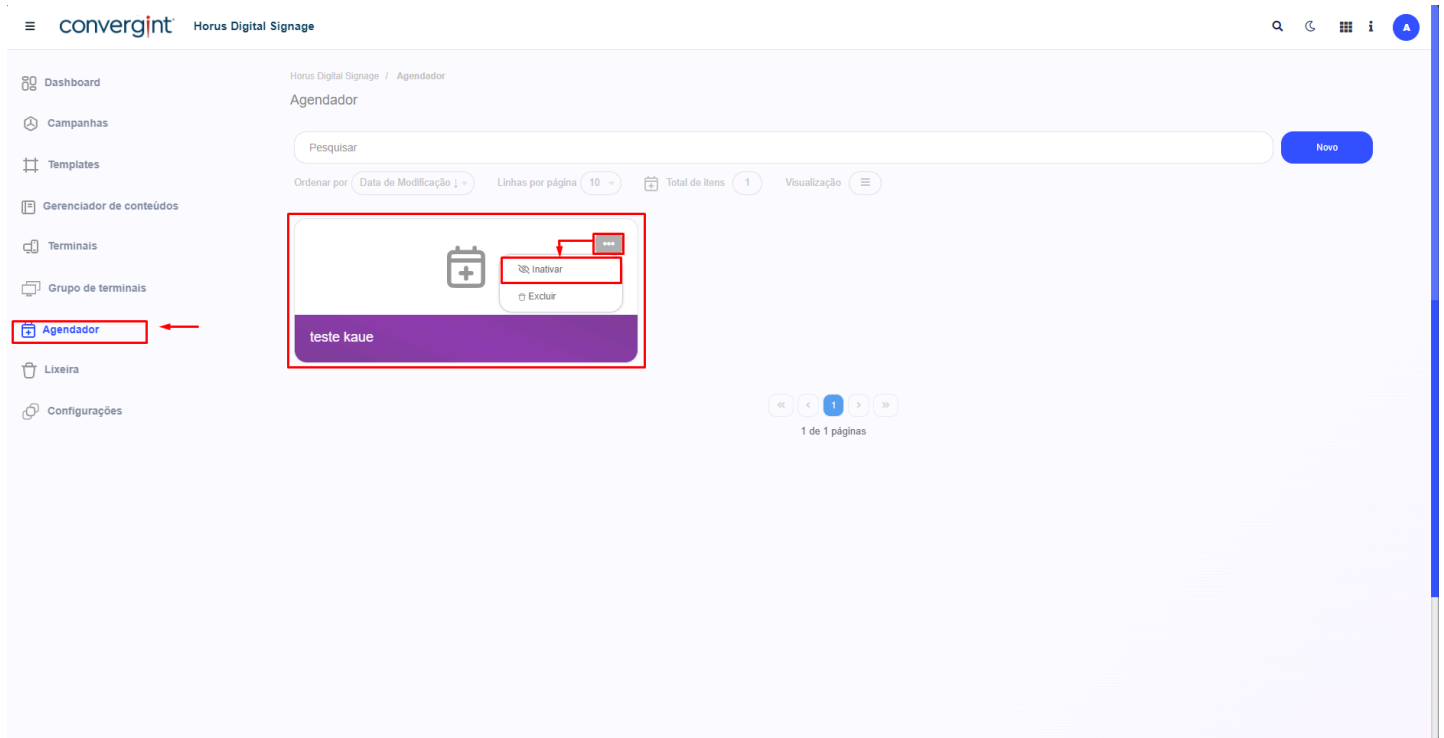 convergint Horus Digital Signage i A
Dashboard
Campanhas
Templates
Gerenciador de conteúdos
Terminais
Grupo de terminais
Agendador
Lixeira
Configurações
Horus Digital Signage / Agendador
Agendador
Pesquisar Novo
Ordenar por Data de Modificação ↓ Linhas por página 10 Total de itens 1 Visualização
Inativar
Excluir
teste kaue
« ‹ 1 › »
1 de 1 páginas